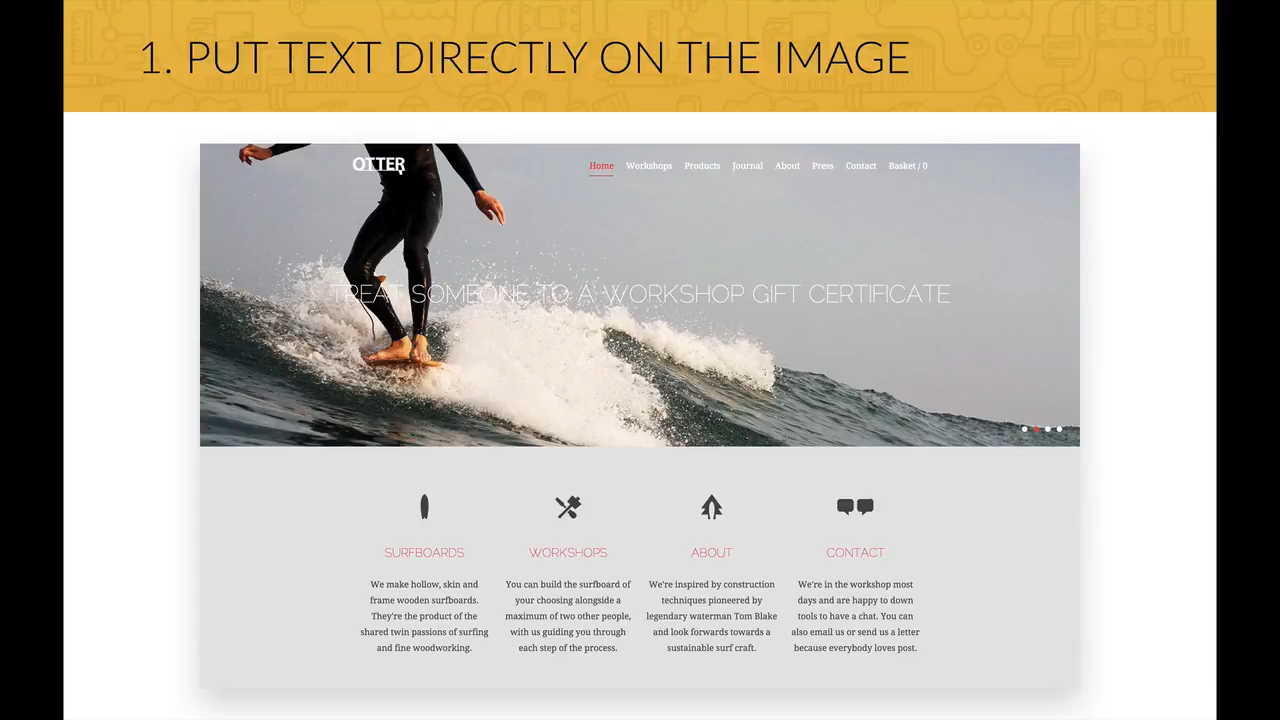 1. PUT TEXT DIRECTLY ON THE IMAGE
OTTER
Home Workshops Products Journal About Press Contact Basket / 0
TREAT SOMEONE TO A WORKSHOP GIFT CERTIFICATE
SURFBOARDS
We make hollow, skin and
frame wooden surfboards.
They're the product of the
shared twin passions of surfing
and fine woodworking.
WORKSHOPS
You can build the surfboard of
your choosing alongside a
maximum of two other people,
with us guiding you through
each step of the process.
ABOUT
We're inspired by construction
techniques pioneered by
legendary waterman Tom Blake
and look forwards towards a
sustainable surf craft.
CONTACT
We're in the workshop most
days and are happy to down
tools to have a chat. You can
also email us or send us a letter
because everybody loves post.